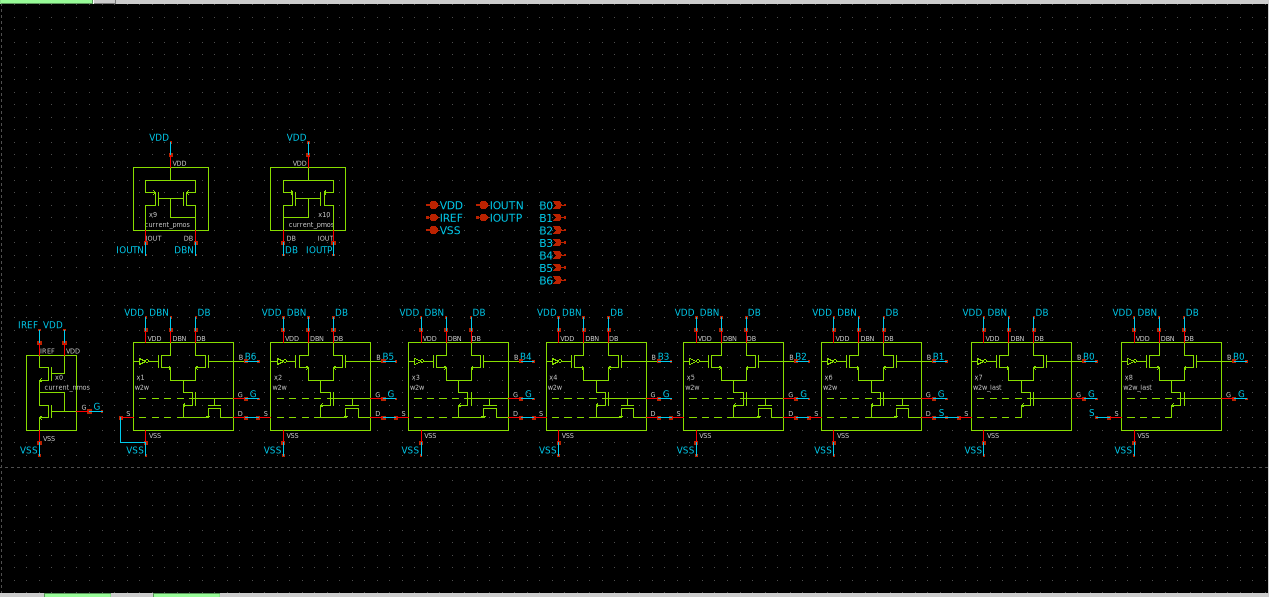 VDD VDD
VDD VDD
x9 x10
current_pmos current_pmos
IOUT DB DB IOUT
IOUTN DBN DB IOUTP
VDD IOUTN B0
IREF IOUTP B1
VSS B2
B3
B4
B5
B6
VDD DBN DB VDD DBN DB VDD DBN DB VDD DBN DB VDD DBN DB VDD DBN DB VDD DBN DB VDD DBN DB
IREF VDD
VDD DBN DB VDD DBN DB VDD DBN DB VDD DBN DB VDD DBN DB VDD DBN DB VDD DBN DB VDD DBN DB
IREF VDD
B B6 B B5 B B4 B B3 B B2 B B1 B B0 B B0
x0 x1 x2 x3 x4 x5 x6 x7 x8
current_nmos w2w w2w w2w w2w w2w w2w w2w_last w2w_last
G G G G G G G G G G G G G G G G G G
S D S D S D S D S D S D S S S S
VSS VSS VSS VSS VSS VSS VSS VSS VSS
VSS VSS VSS VSS VSS VSS VSS VSS VSS